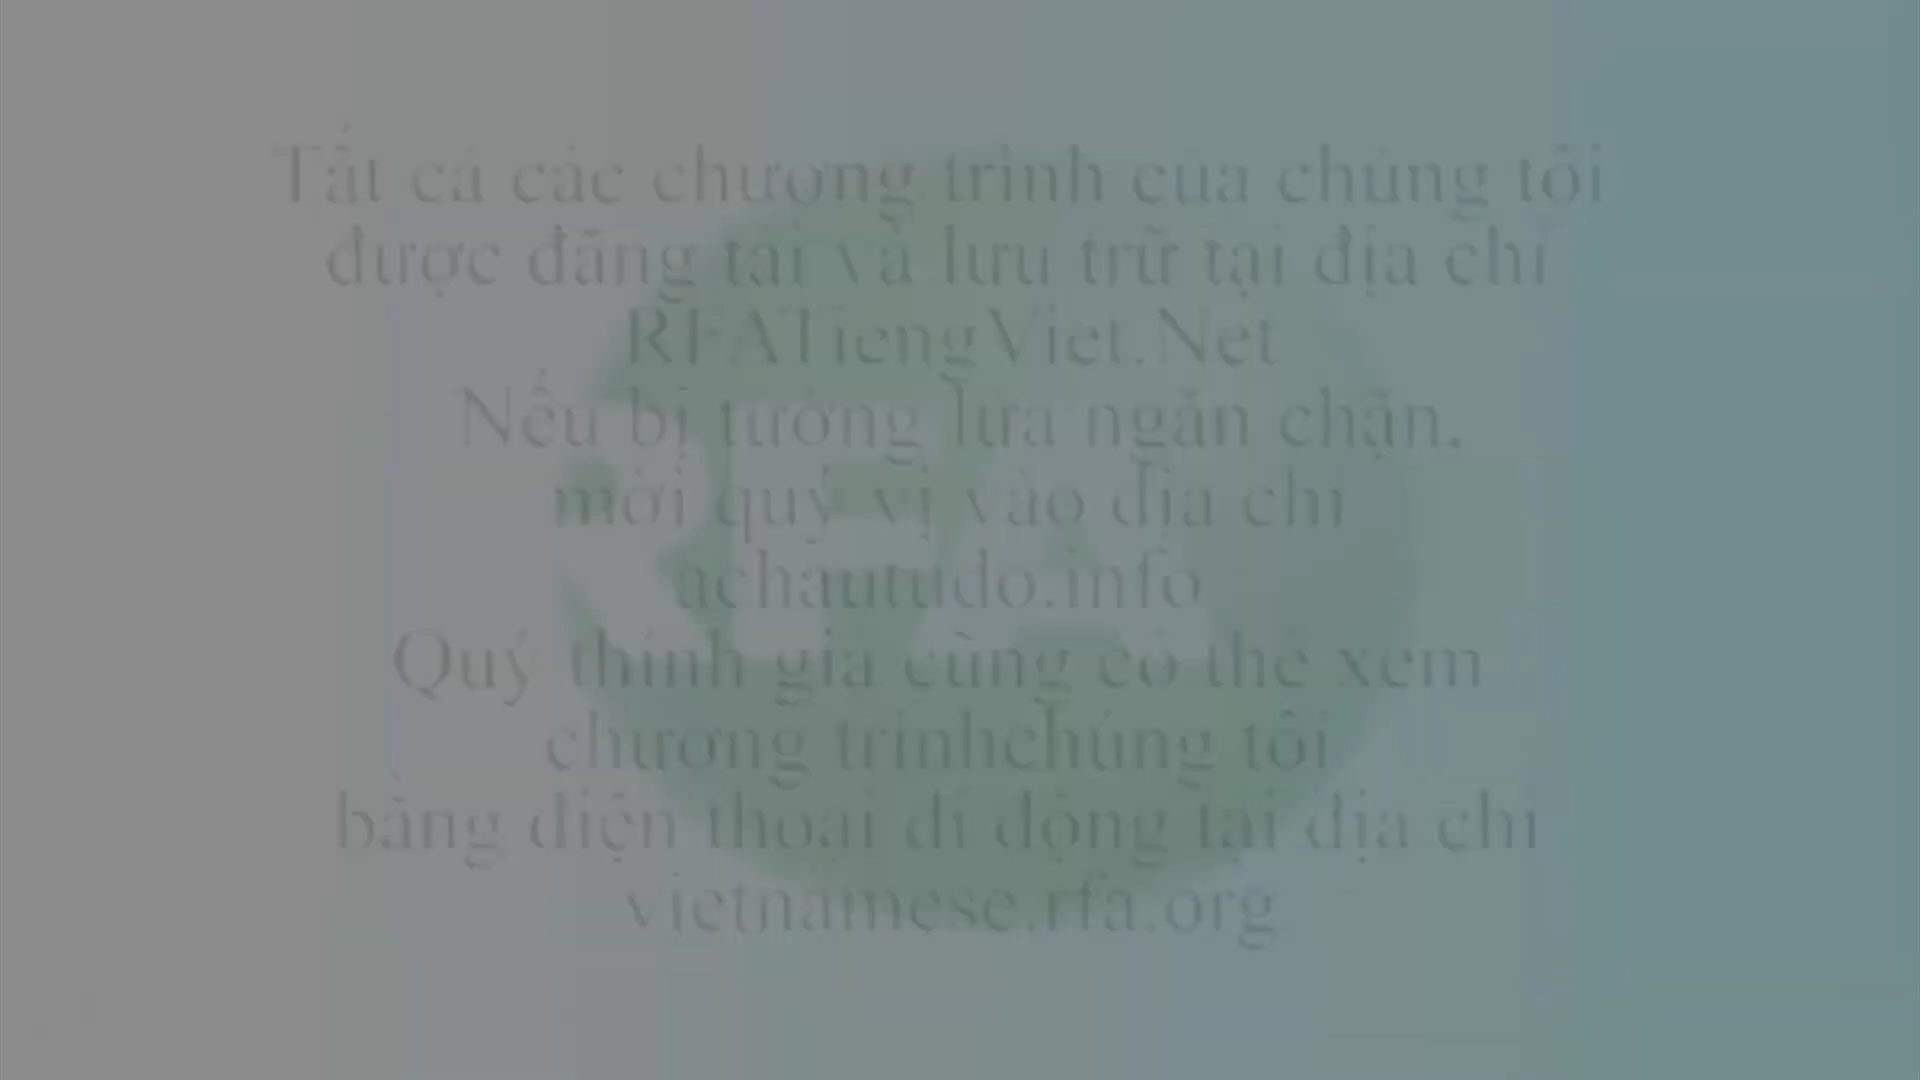 Tất cả các chương trình của chúng tôi
được đăng tải và lưu trữ tại địa chỉ
RFATiengViet.Net
Nếu bị tường lửa ngăn chặn,
mời quý vị vào địa chỉ
achautudo.info
Quý thính giả cũng có thể xem
chương trìnhchúng tôi
bằng điện thoại di động tại địa chỉ
vietnamese.rfa.org
RFA